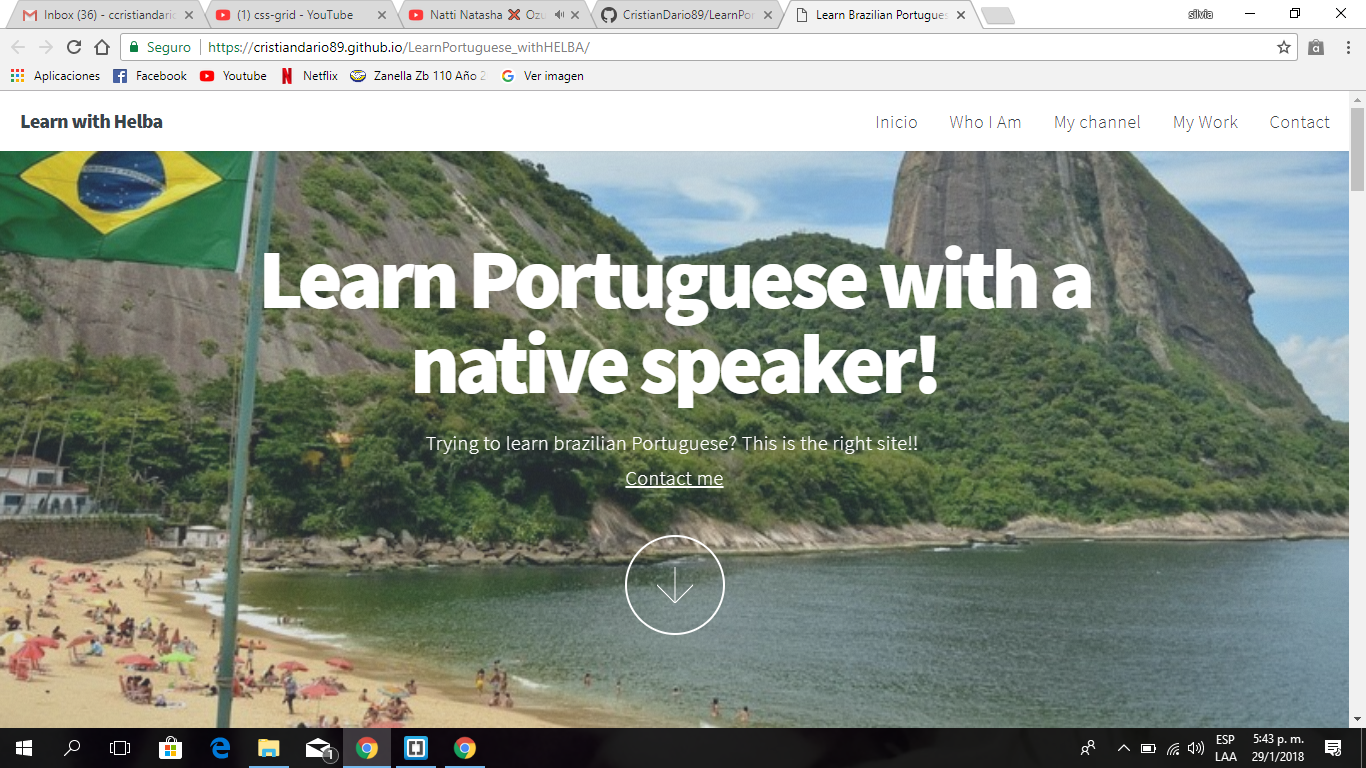 Inbox (36) - ccristiandari
(1) css-grid - YouTube
Natti Natasha ❌ Ozu
CristianDario89/LearnPor
Learn Brazilian Portugues
silvia
Seguro
https://cristiandario89.github.io/LearnPortuguese_withHELBA/
Aplicaciones
Facebook
Youtube
Netflix
Zanella Zb 110 Año 2
Ver imagen
Learn with Helba
Inicio
Who I Am
My channel
My Work
Contact
Learn Portuguese with a
native speaker!
Trying to learn brazilian Portuguese? This is the right site!!
Contact me
ESP
LAA
5:43 p. m.
29/1/2018
1